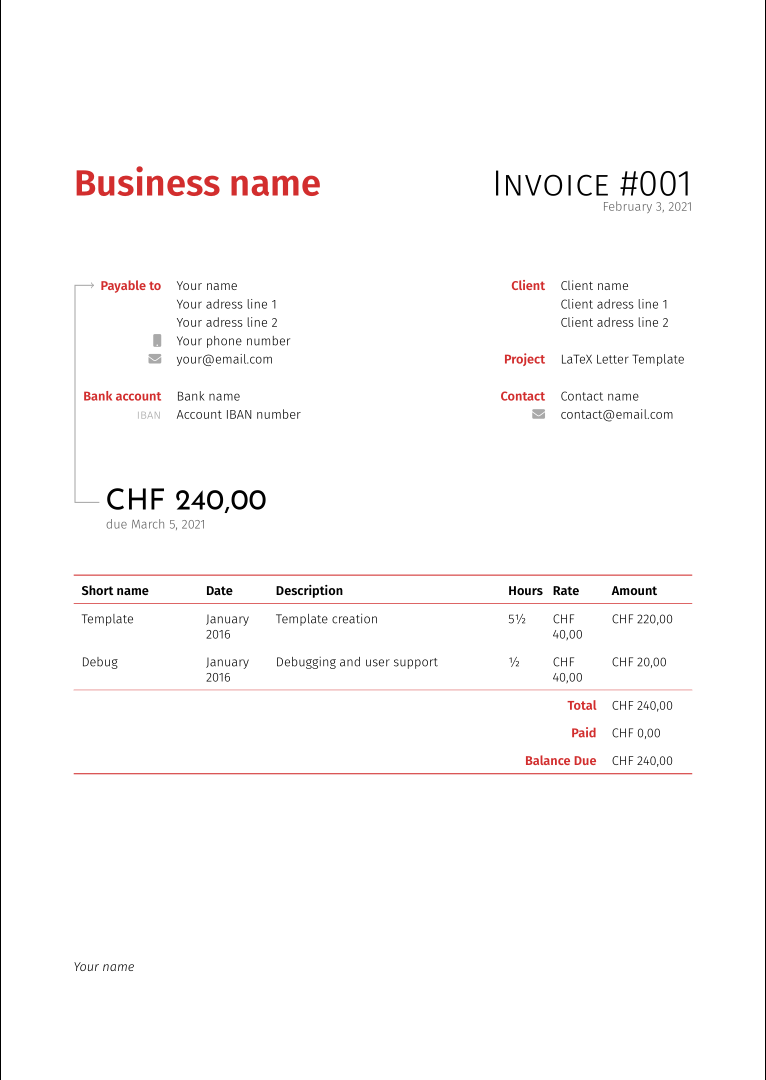 Business name
INVOICE #001
February 3, 2021
Payable to Your name
Your adress line 1
Your adress line 2
Your phone number
your@email.com
Bank account Bank name
IBAN Account IBAN number
Client Client name
Client adress line 1
Client adress line 2
Project LaTeX Letter Template
Contact Contact name
contact@email.com
CHF 240,00
due March 5, 2021
Short name Date Description Hours Rate Amount
Template January 2016 Template creation 5½ CHF 40,00 CHF 220,00
Debug January 2016 Debugging and user support ½ CHF 40,00 CHF 20,00
Total CHF 240,00
Paid CHF 0,00
Balance Due CHF 240,00
Your name